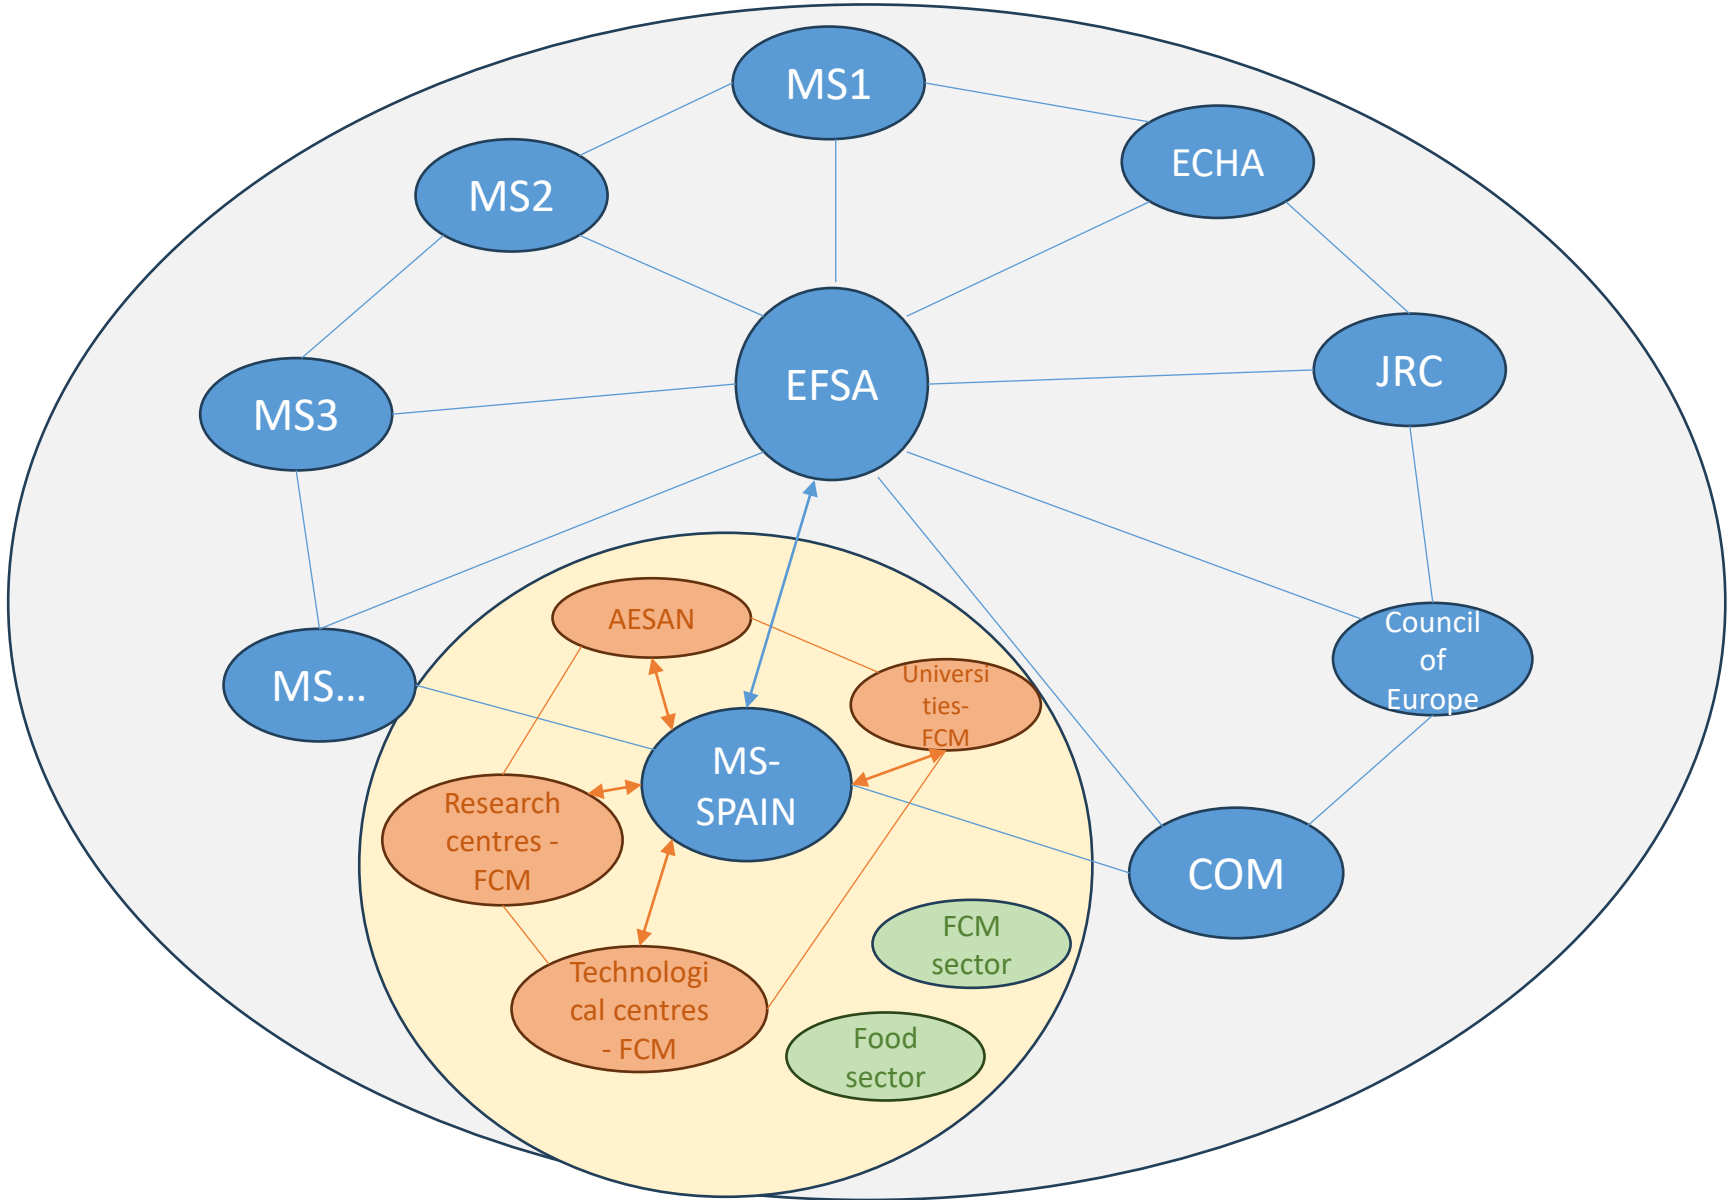 MS1
ECHA
MS2
JRC
EFSA
MS3
Council
of
Europe
MS...
AESAN
Universi
ties-
FCM
MS-
SPAIN
Research
centres -
FCM
COM
FCM
sector
Technologi
cal centres
- FCM
Food
sector